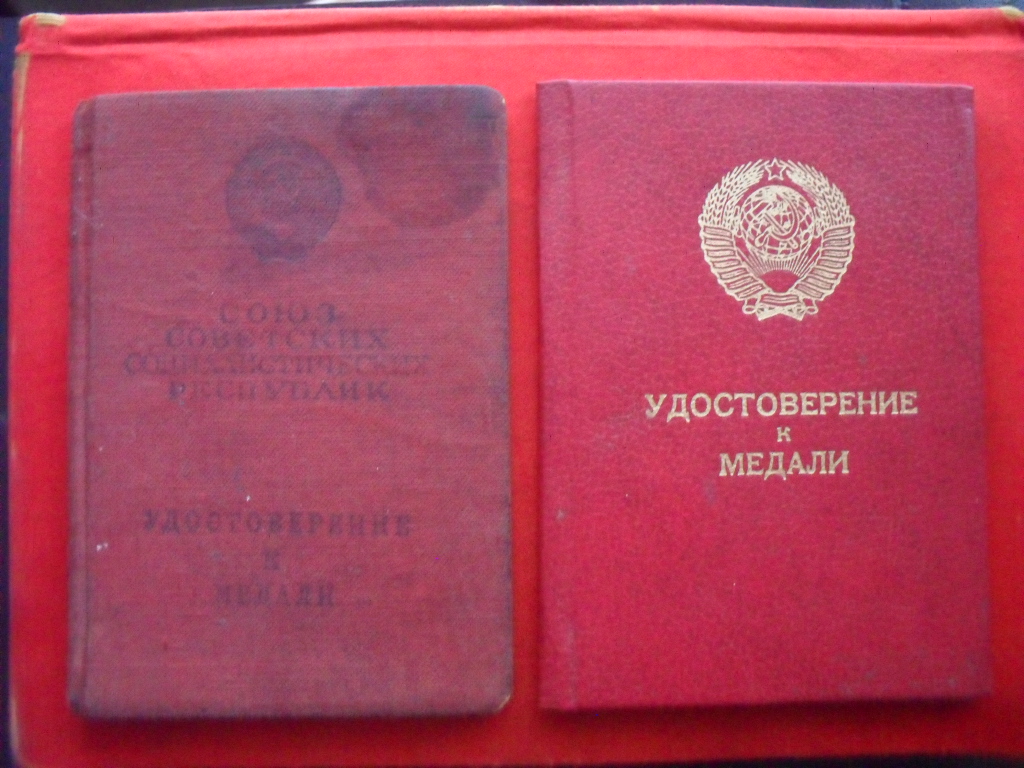 СОЮЗ
СОВЕТСКИХ
СОЦИАЛИСТИЧЕСКИХ
РЕСПУБЛИК
УДОСТОВЕРЕНИЕ
К
МЕДАЛИ
УДОСТОВЕРЕНИЕ
К
МЕДАЛИ